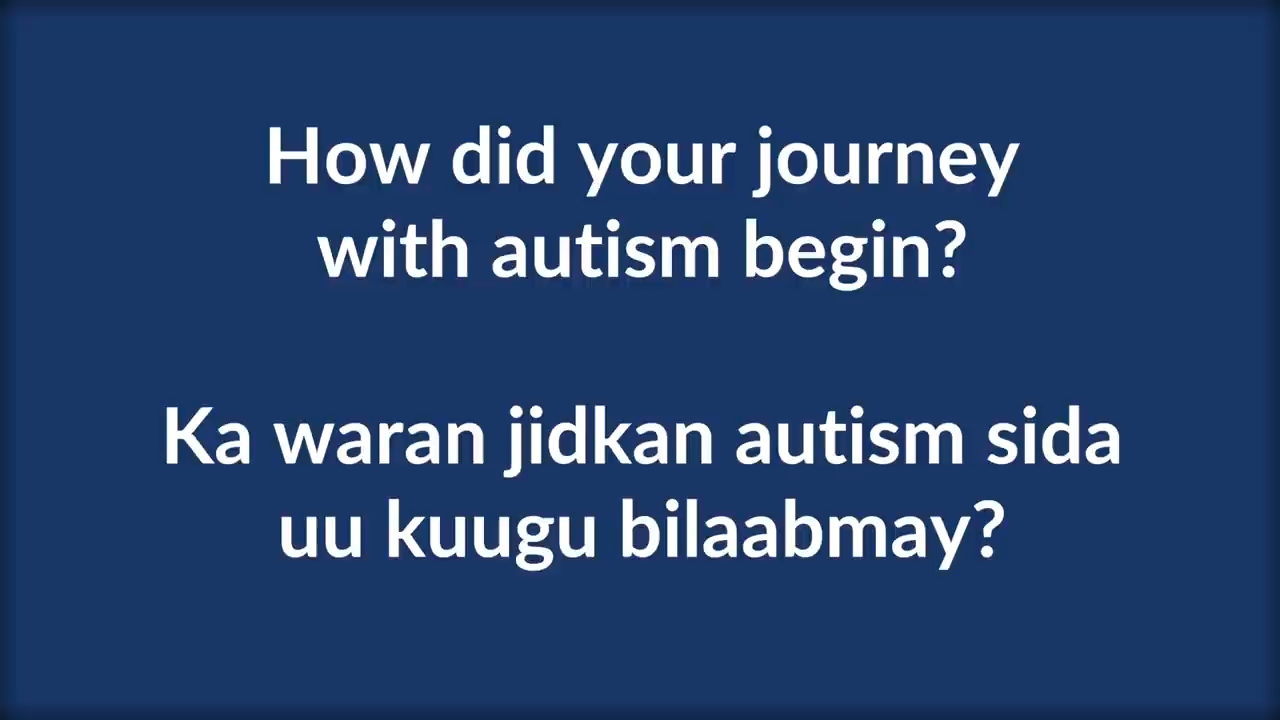 How did your journey
with autism begin?
Ka waran jidkan autism sida
uu kuugu bilaabmay?